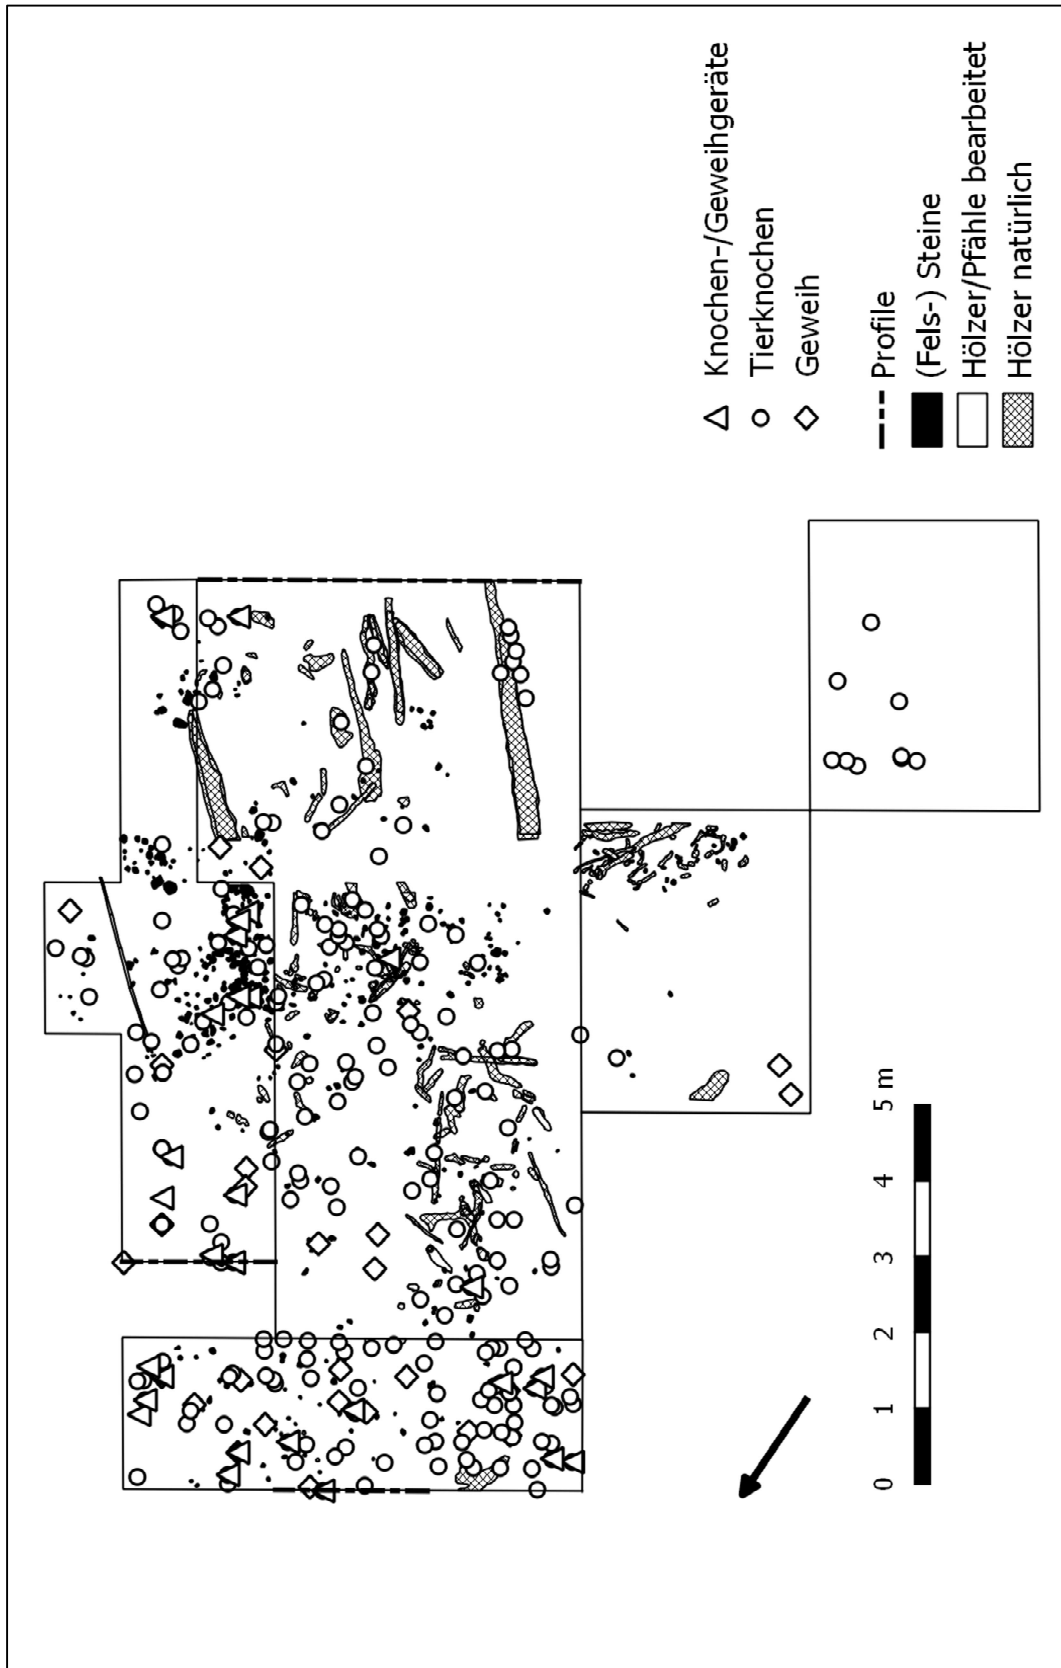 Knochen-/Geweihgeräte
Tierknochen
Geweih
Profile
(Fels-) Steine
Hölzer/Pfähle bearbeitet
Hölzer natürlich
0 1 2 3 4 5 m